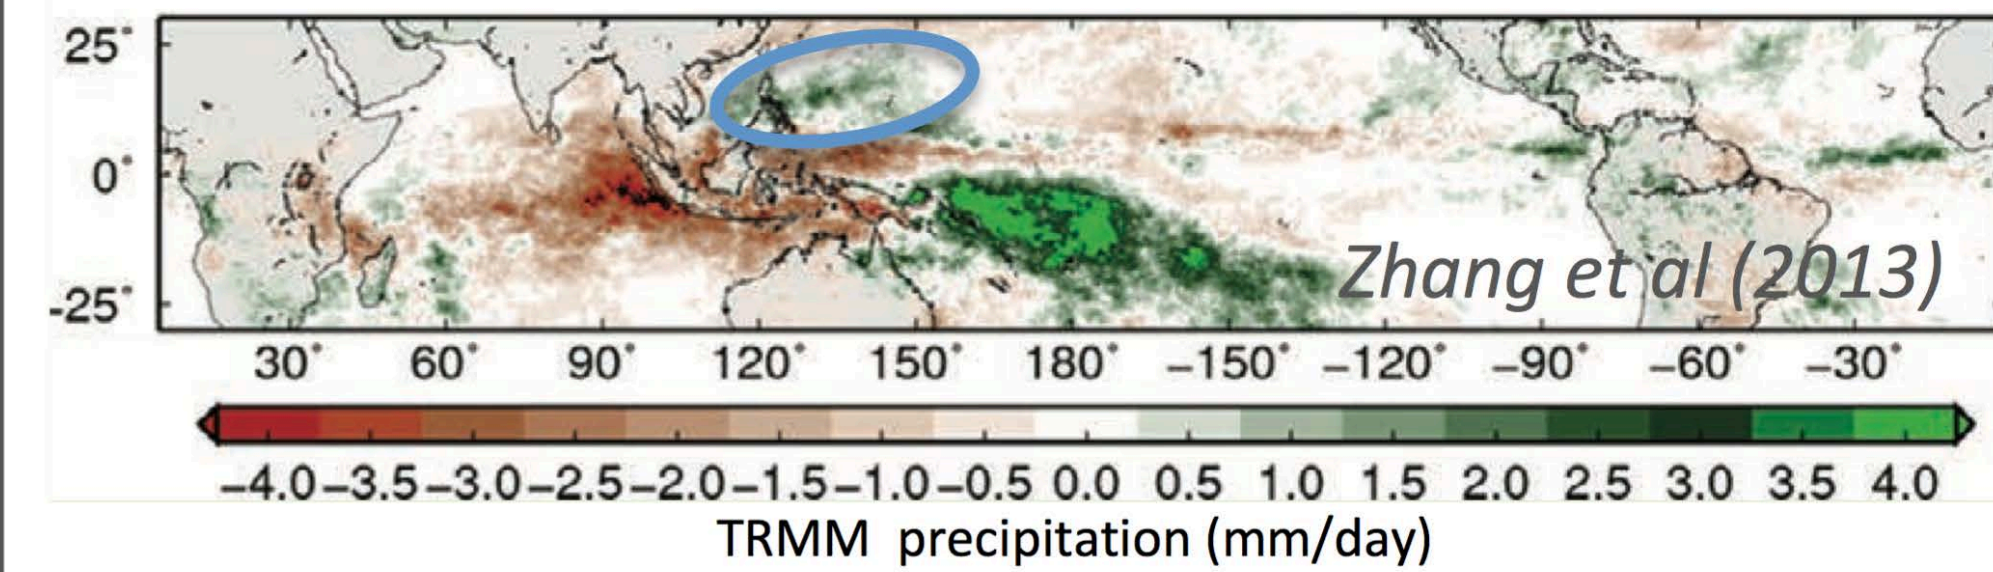 25°
0°
-25°
Zhang et al (2013)
30° 60° 90° 120° 150° 180° −150° −120° −90° −60° −30°
−4.0 −3.5 −3.0 −2.5 −2.0 −1.5 −1.0 −0.5 0.0 0.5 1.0 1.5 2.0 2.5 3.0 3.5 4.0
TRMM precipitation (mm/day)